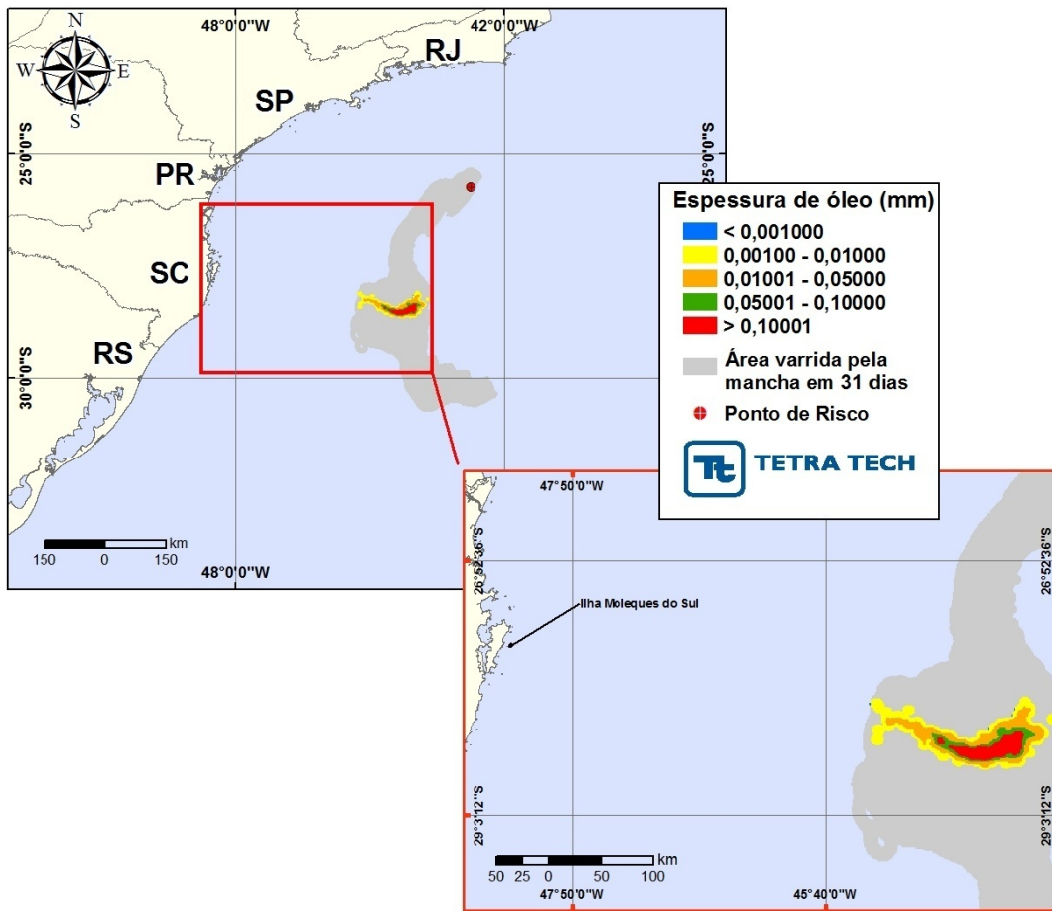 N
W
E
S
48°0'0"W
42°0'0"W
RJ
SP
PR
SC
RS
25°0'0"S
25°0'0"S
30°0'0"S
150
0
150
km
48°0'0"W
Espessura de óleo (mm)
< 0,001000
0,00100 - 0,01000
0,01001 - 0,05000
0,05001 - 0,10000
> 0,10001
Área varrida pela
mancha em 31 dias
Ponto de Risco
Tt
TETRA TECH
47°50'0"W
26°52'36"S
26°52'36"S
Ilha Moleques do Sul
29°3'12"S
29°3'12"S
50 25 0 50 100
km
47°50'0"W
45°40'0"W